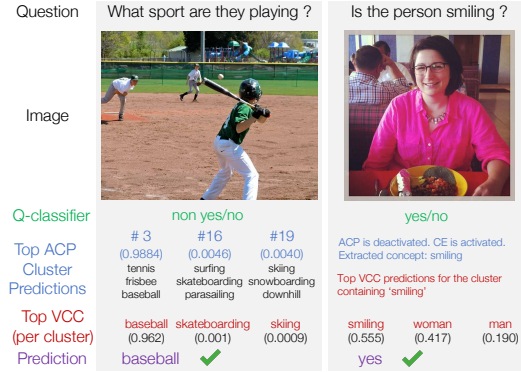 Question What sport are they playing ? Is the person smiling ?
Image
Q-classifier non yes/no yes/no
Top ACP Cluster Predictions
# 3 #16 #19
(0.9884) (0.0046) (0.0040)
tennis surfing skiing
frisbee skateboarding snowboarding
baseball parasailing downhill
ACP is deactivated. CE is activated.
Extracted concept: smiling
Top VCC predictions for the cluster
containing ‘smiling’
Top VCC
(per cluster)
baseball skateboarding skiing smiling woman man
(0.962) (0.001) (0.0009) (0.555) (0.417) (0.190)
Prediction baseball yes